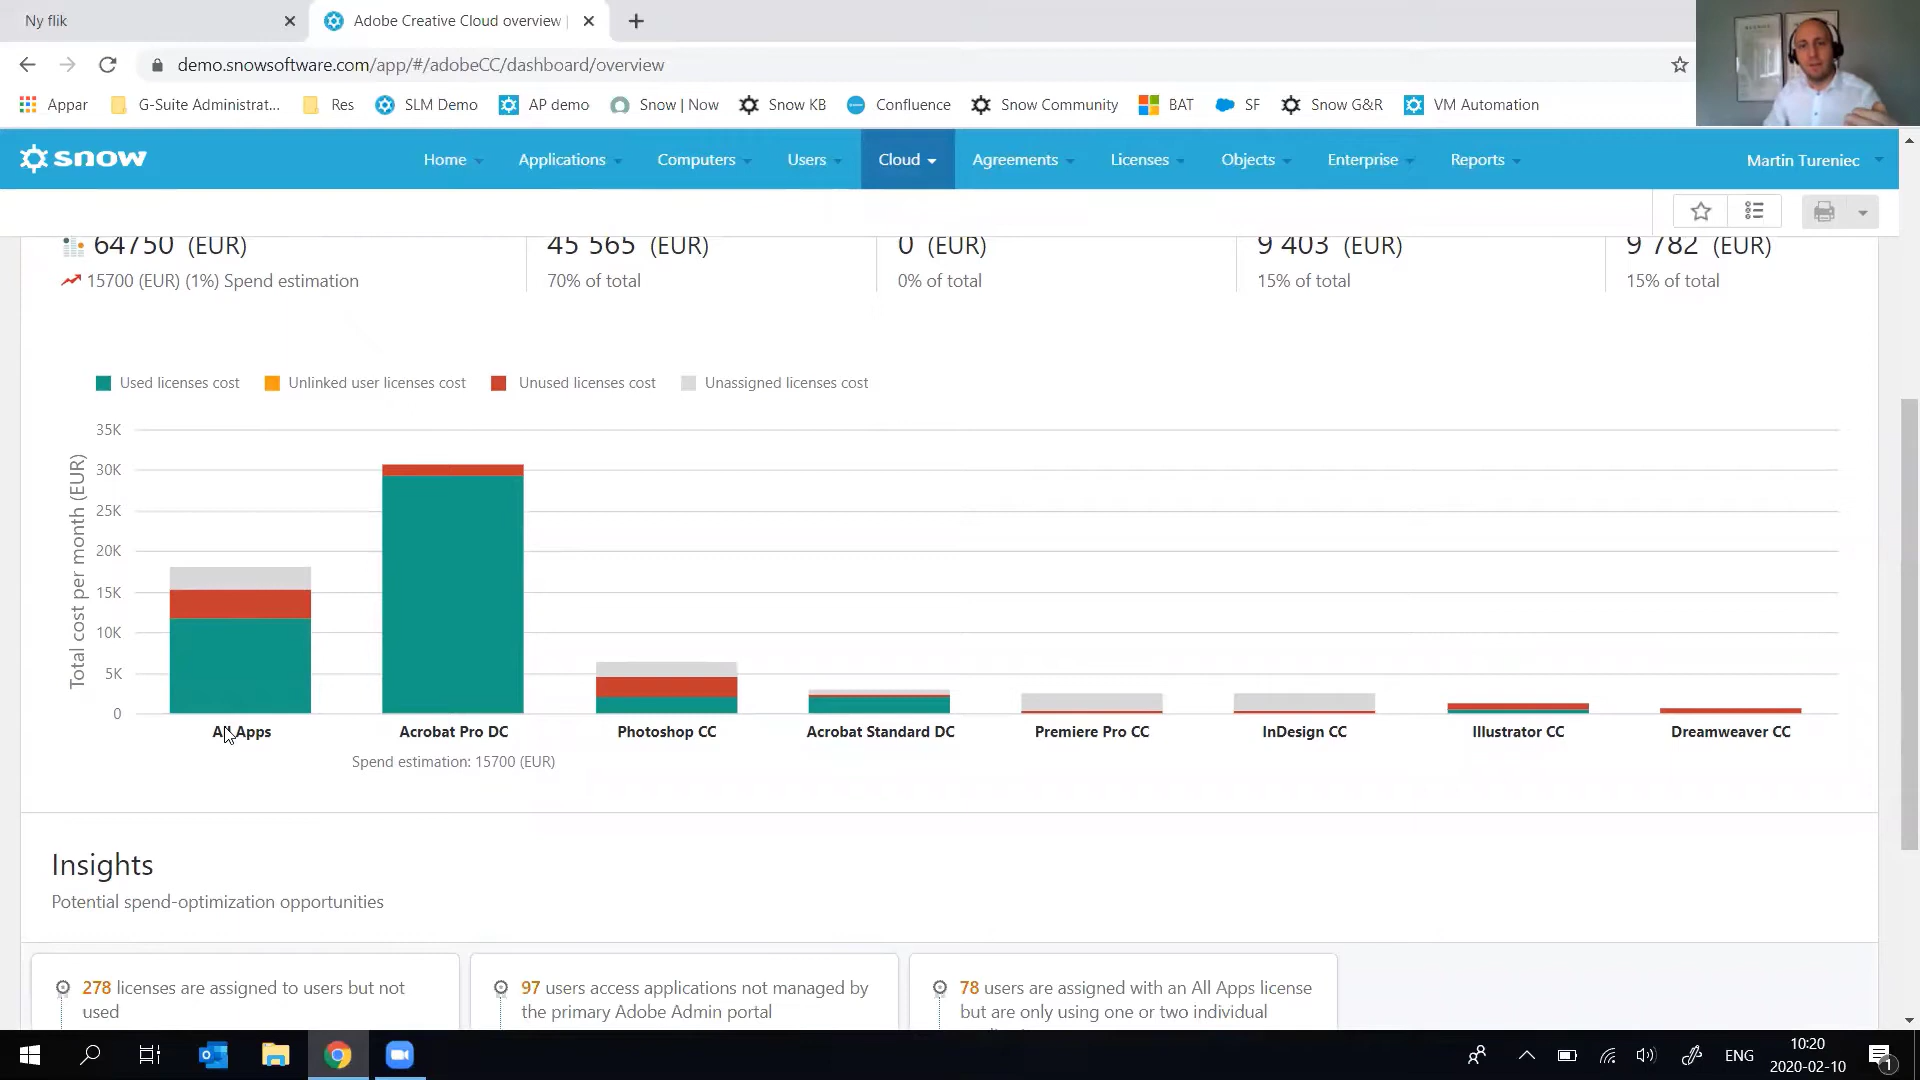 Ny flik
Adobe Creative Cloud overview
demo.snowsoftware.com/app/#/adobeCC/dashboard/overview
Appar G-Suite Administrat... Res SLM Demo AP demo Snow | Now Snow KB Confluence Snow Community BAT SF Snow G&R VM Automation
snow Home Applications Computers Users Cloud Agreements Licenses Objects Enterprise Reports Martin Tureniec
64750 (EUR) 45 565 (EUR) 0 (EUR) 9 403 (EUR) 9 782 (EUR)
15700 (EUR) (1%) Spend estimation 70% of total 0% of total 15% of total 15% of total
Used licenses cost Unlinked user licenses cost Unused licenses cost Unassigned licenses cost
Total cost per month (EUR)
35K
30K
25K
20K
15K
10K
5K
0
All Apps Acrobat Pro DC Photoshop CC Acrobat Standard DC Premiere Pro CC InDesign CC Illustrator CC Dreamweaver CC
Spend estimation: 15700 (EUR)
Insights
Potential spend-optimization opportunities
278 licenses are assigned to users but not
used
97 users access applications not managed by
the primary Adobe Admin portal
78 users are assigned with an All Apps license
but are only using one or two individual
ENG
10:20
2020-02-10
1